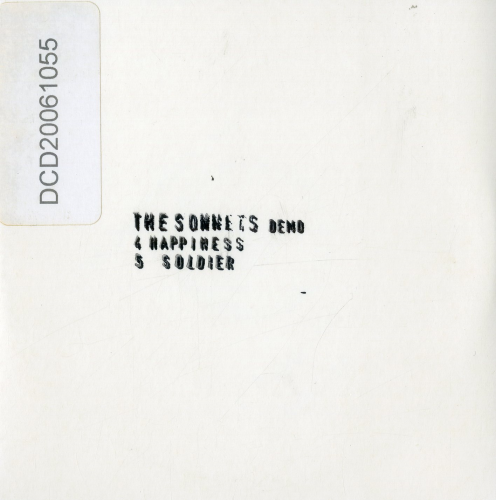 DCD20061055
THE SONNETS DEMO
4 HAPPINESS
5 SOLDIER